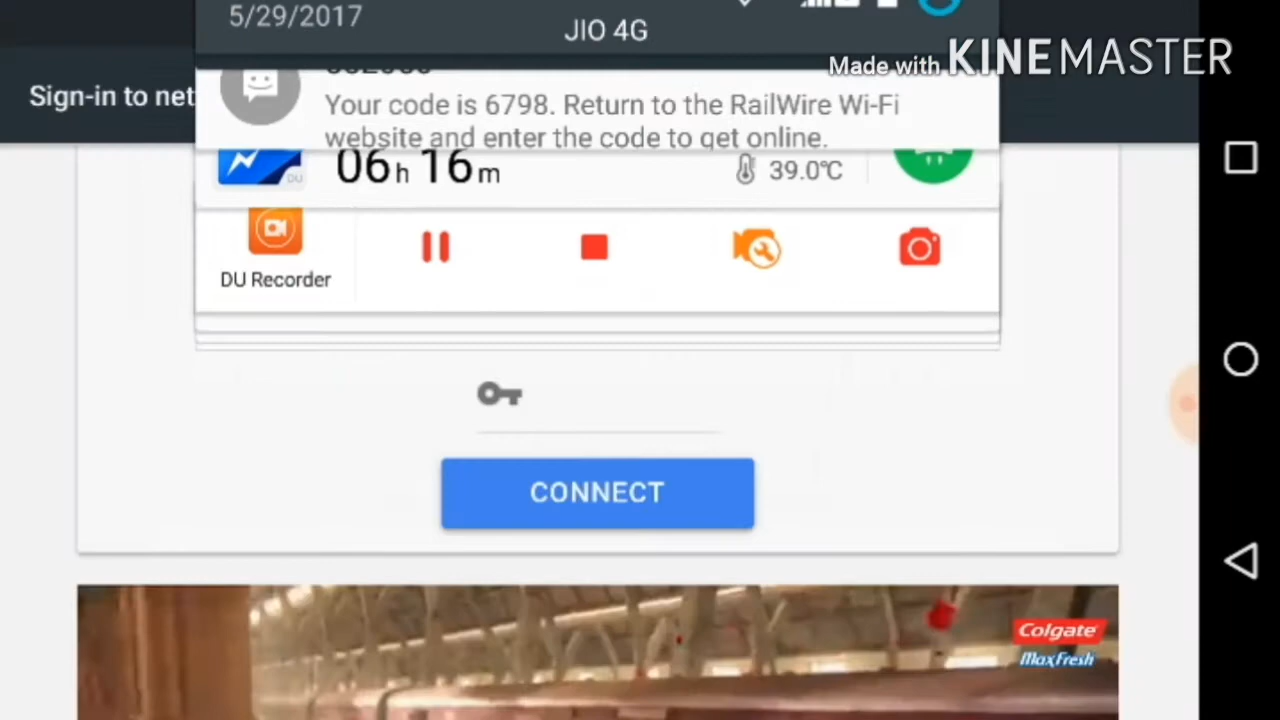 5/29/2017
JIO 4G
Made with KINEMASTER
Sign-in to net
Your code is 6798. Return to the RailWire Wi-Fi
website and enter the code to get online.
DU
06h 16m
39.0°C
DU Recorder
CONNECT
Colgate
MaxFresh